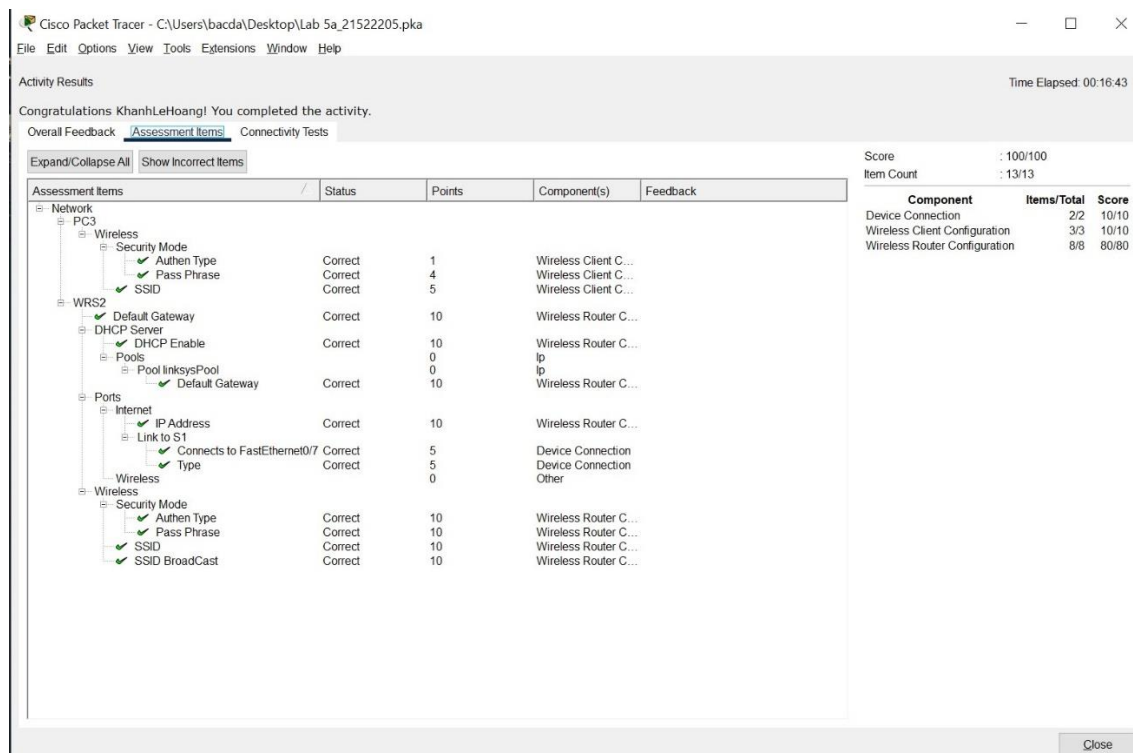 Cisco Packet Tracer - C:\Users\bacda\Desktop\Lab 5a_21522205.pka
File Edit Options View Tools Extensions Window Help
Activity Results Time Elapsed: 00:16:43
Congratulations KhanhLeHoang! You completed the activity.
Overall Feedback Assessment Items Connectivity Tests
Expand/Collapse All Show Incorrect Items
Assessment Items Status Points Component(s) Feedback
Network
PC3
Wireless
Security Mode
Authen Type Correct 1 Wireless Client C...
Pass Phrase Correct 4 Wireless Client C...
SSID Correct 5 Wireless Client C...
WRS2
Default Gateway Correct 10 Wireless Router C...
DHCP Server
DHCP Enable Correct 10 Wireless Router C...
Pools 0 Ip
Pool linksysPool 0 Ip
Default Gateway Correct 10 Wireless Router C...
Ports
Internet
IP Address Correct 10 Wireless Router C...
Link to S1
Connects to FastEthernet0/7 Correct 5 Device Connection
Type Correct 5 Device Connection
Wireless 0 Other
Wireless
Security Mode
Authen Type Correct 10 Wireless Router C...
Pass Phrase Correct 10 Wireless Router C...
SSID Correct 10 Wireless Router C...
SSID BroadCast Correct 10 Wireless Router C...
Score : 100/100
Item Count : 13/13
Component Items/Total Score
Device Connection 2/2 10/10
Wireless Client Configuration 3/3 10/10
Wireless Router Configuration 8/8 80/80
Close